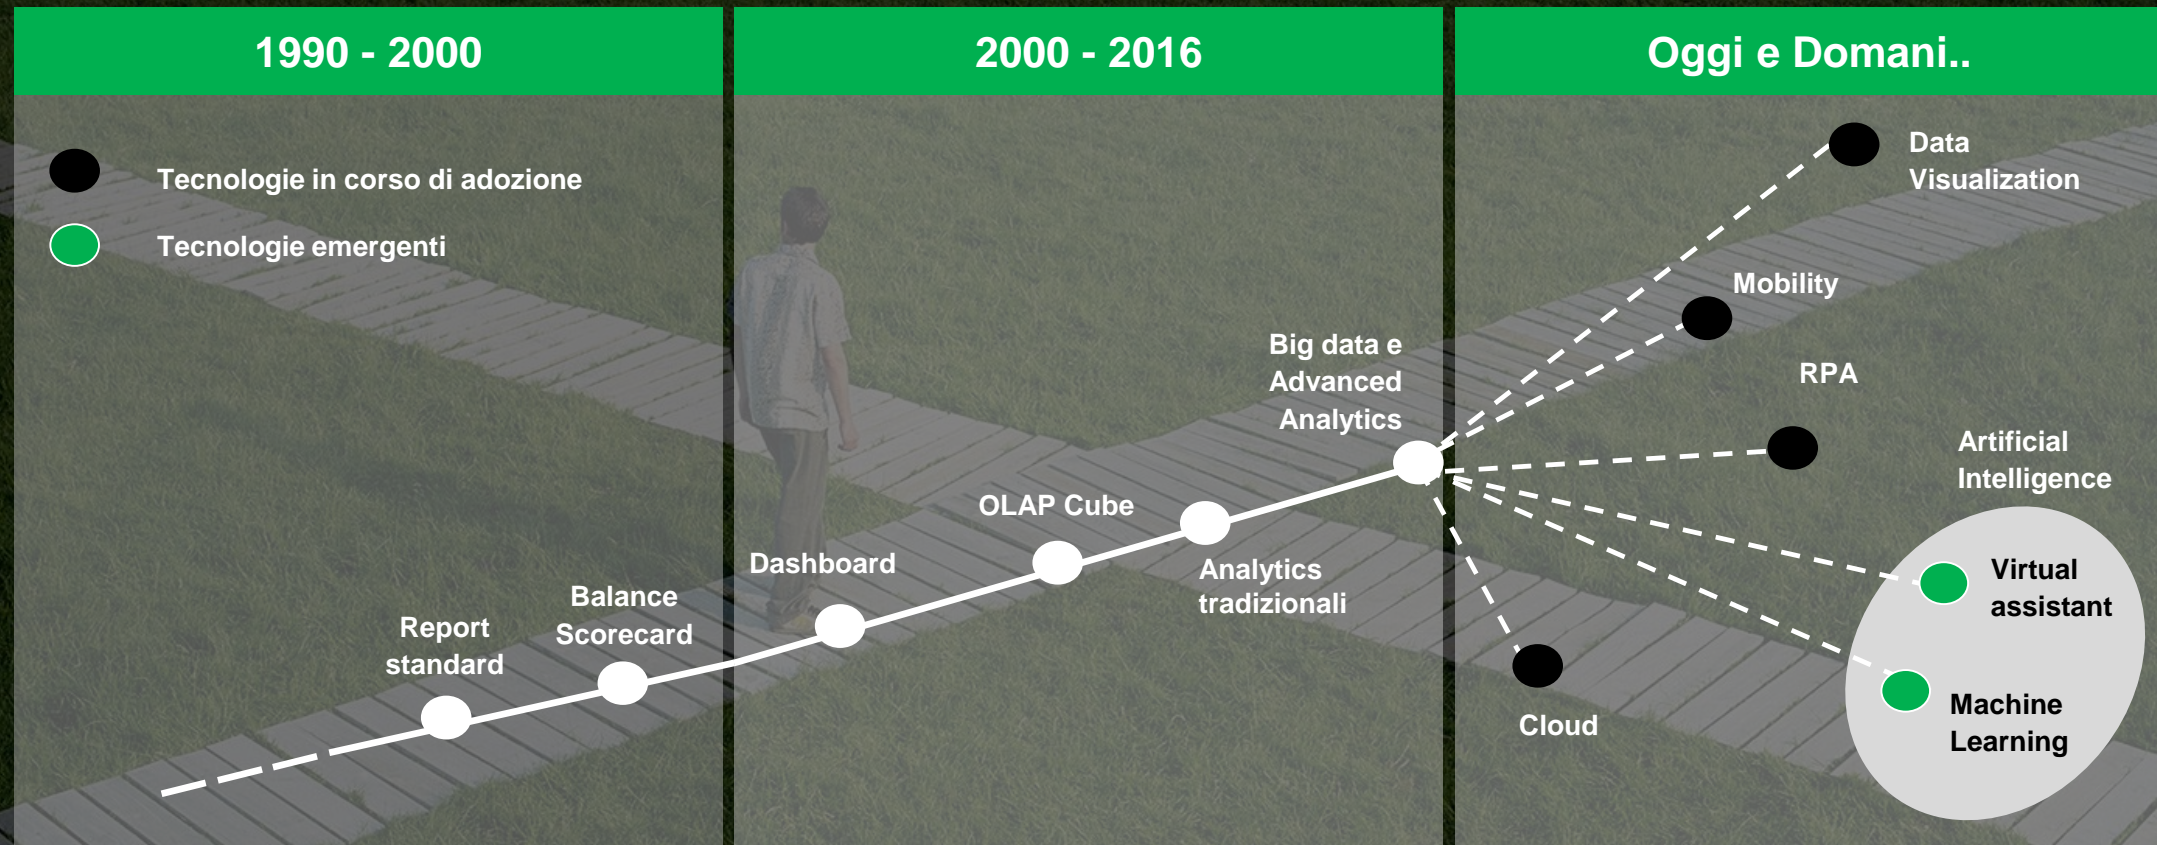 1990 - 2000
2000 - 2016
Oggi e Domani..
Tecnologie in corso di adozione
Tecnologie emergenti
Report
standard
Balance
Scorecard
Dashboard
OLAP Cube
Analytics
tradizionali
Big data e
Advanced
Analytics
Data
Visualization
Mobility
RPA
Artificial
Intelligence
Virtual
assistant
Machine
Learning
Cloud